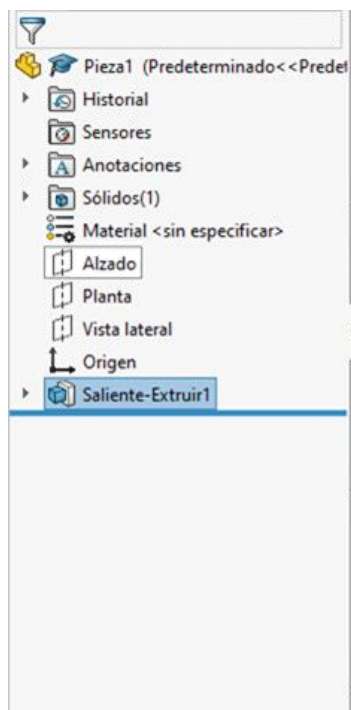 Pieza1 (Predeterminado<<Predet
Historial
Sensores
Anotaciones
Sólidos(1)
Material <sin especificar>
Alzado
Planta
Vista lateral
Origen
Saliente-Extruir1